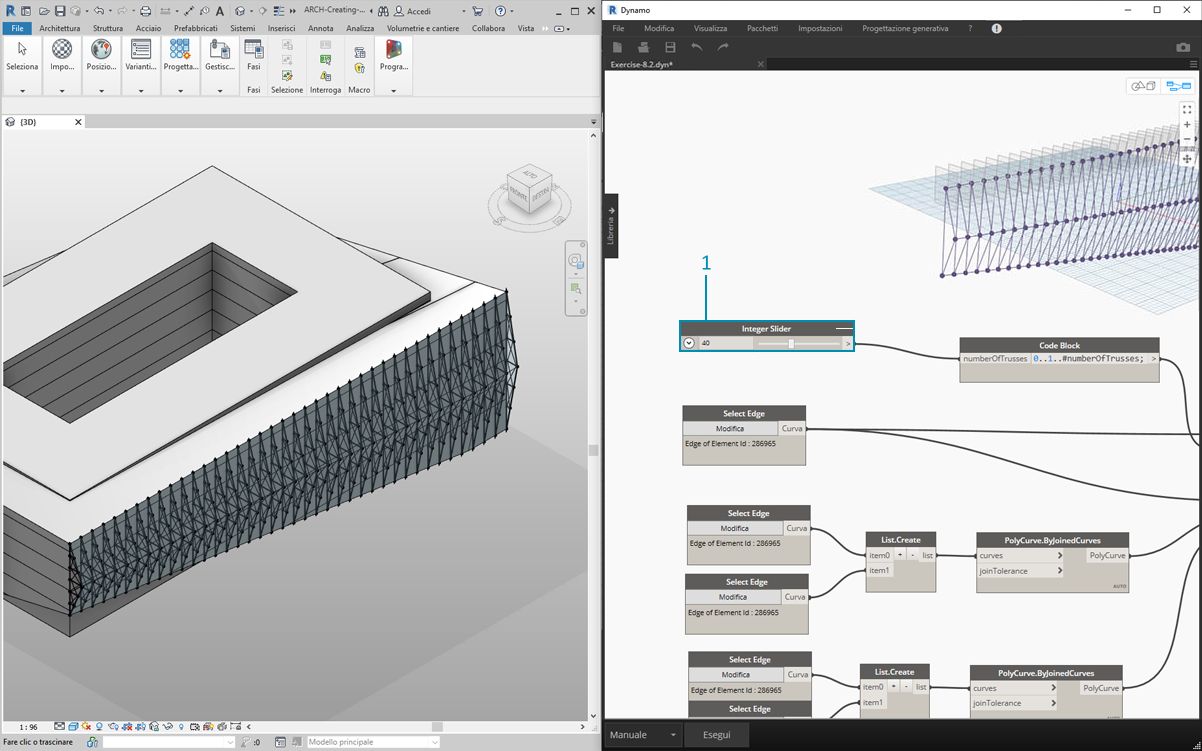 ARCH-Creating-...
Accedi
File Architettura Struttura Acciaio Prefabbricati Sistemi Inserisci Annota Analizza Volumetrie e cantiere Collabora Vista
Seleziona Impo... Posizio... Varianti... Progetta... Gestisc... Fasi Progra...
Fasi Selezione Interroga Macro
{3D}
ALTO
FRONTE
DESTRA
1 : 96
Fare clic o trascinare
:0
Modello principale
Dynamo
File Modifica Visualizza Pacchetti Impostazioni Progettazione generativa ?
Exercise-8.2.dyn*
Libreria
1
Integer Slider
40 >
Code Block
numberOfTrusses 0..1..#numberOfTrusses; >
Select Edge
Modifica Curva
Edge of Element Id : 286965
Select Edge
Modifica Curva
Edge of Element Id : 286965
List.Create
item0 + - list
item1
PolyCurve.ByJoinedCurves
curves > PolyCurve
joinTolerance >
AUTO
Select Edge
Modifica Curva
Edge of Element Id : 286965
Select Edge
Modifica Curva
Edge of Element Id : 286965
Select Edge
List.Create
item0 + - list
item1
PolyCurve.ByJoinedCurves
curves > PolyCurve
joinTolerance >
Manuale Esegui